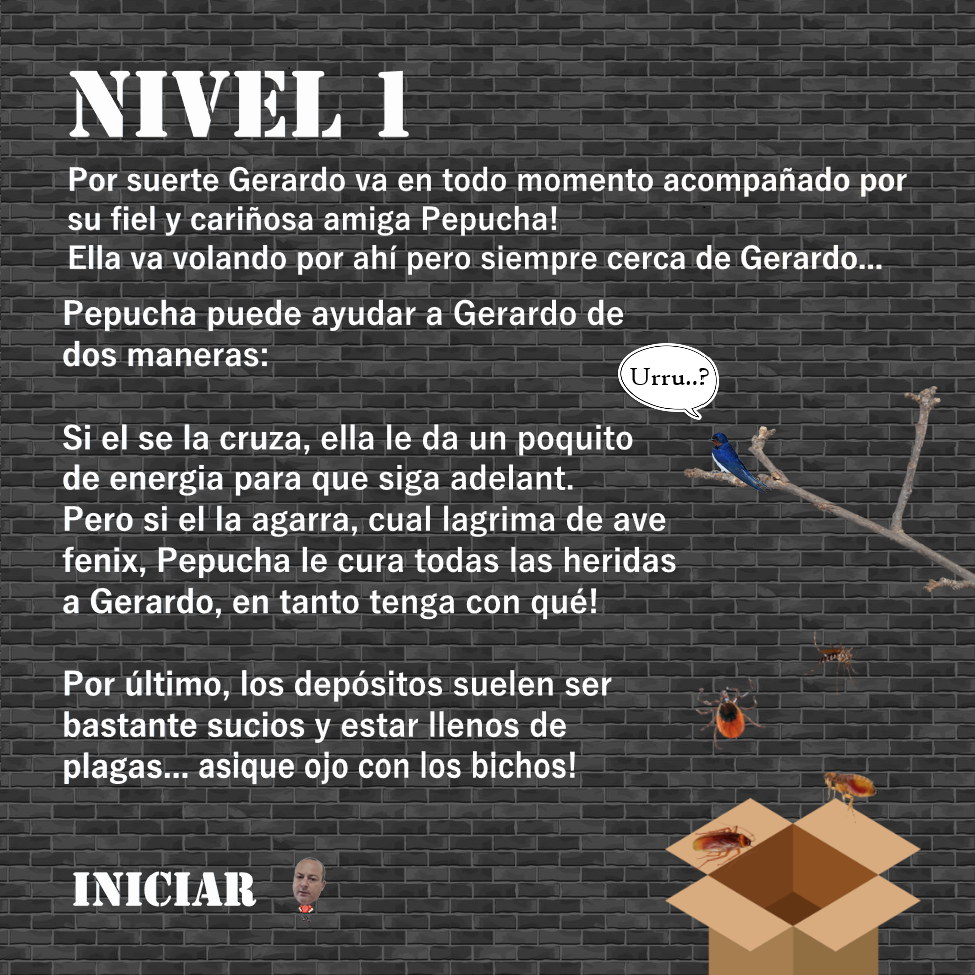 NIVEL 1
Por suerte Gerardo va en todo momento acompañado por
su fiel y cariñosa amiga Pepucha!
Ella va volando por ahí pero siempre cerca de Gerardo...
Pepucha puede ayudar a Gerardo de
dos maneras:
Urru..?
Si el se la cruza, ella le da un poquito
de energia para que siga adelant.
Pero si el la agarra, cual lagrima de ave
fenix, Pepucha le cura todas las heridas
a Gerardo, en tanto tenga con qué!
Por último, los depósitos suelen ser
bastante sucios y estar llenos de
plagas... asique ojo con los bichos!
INICIAR